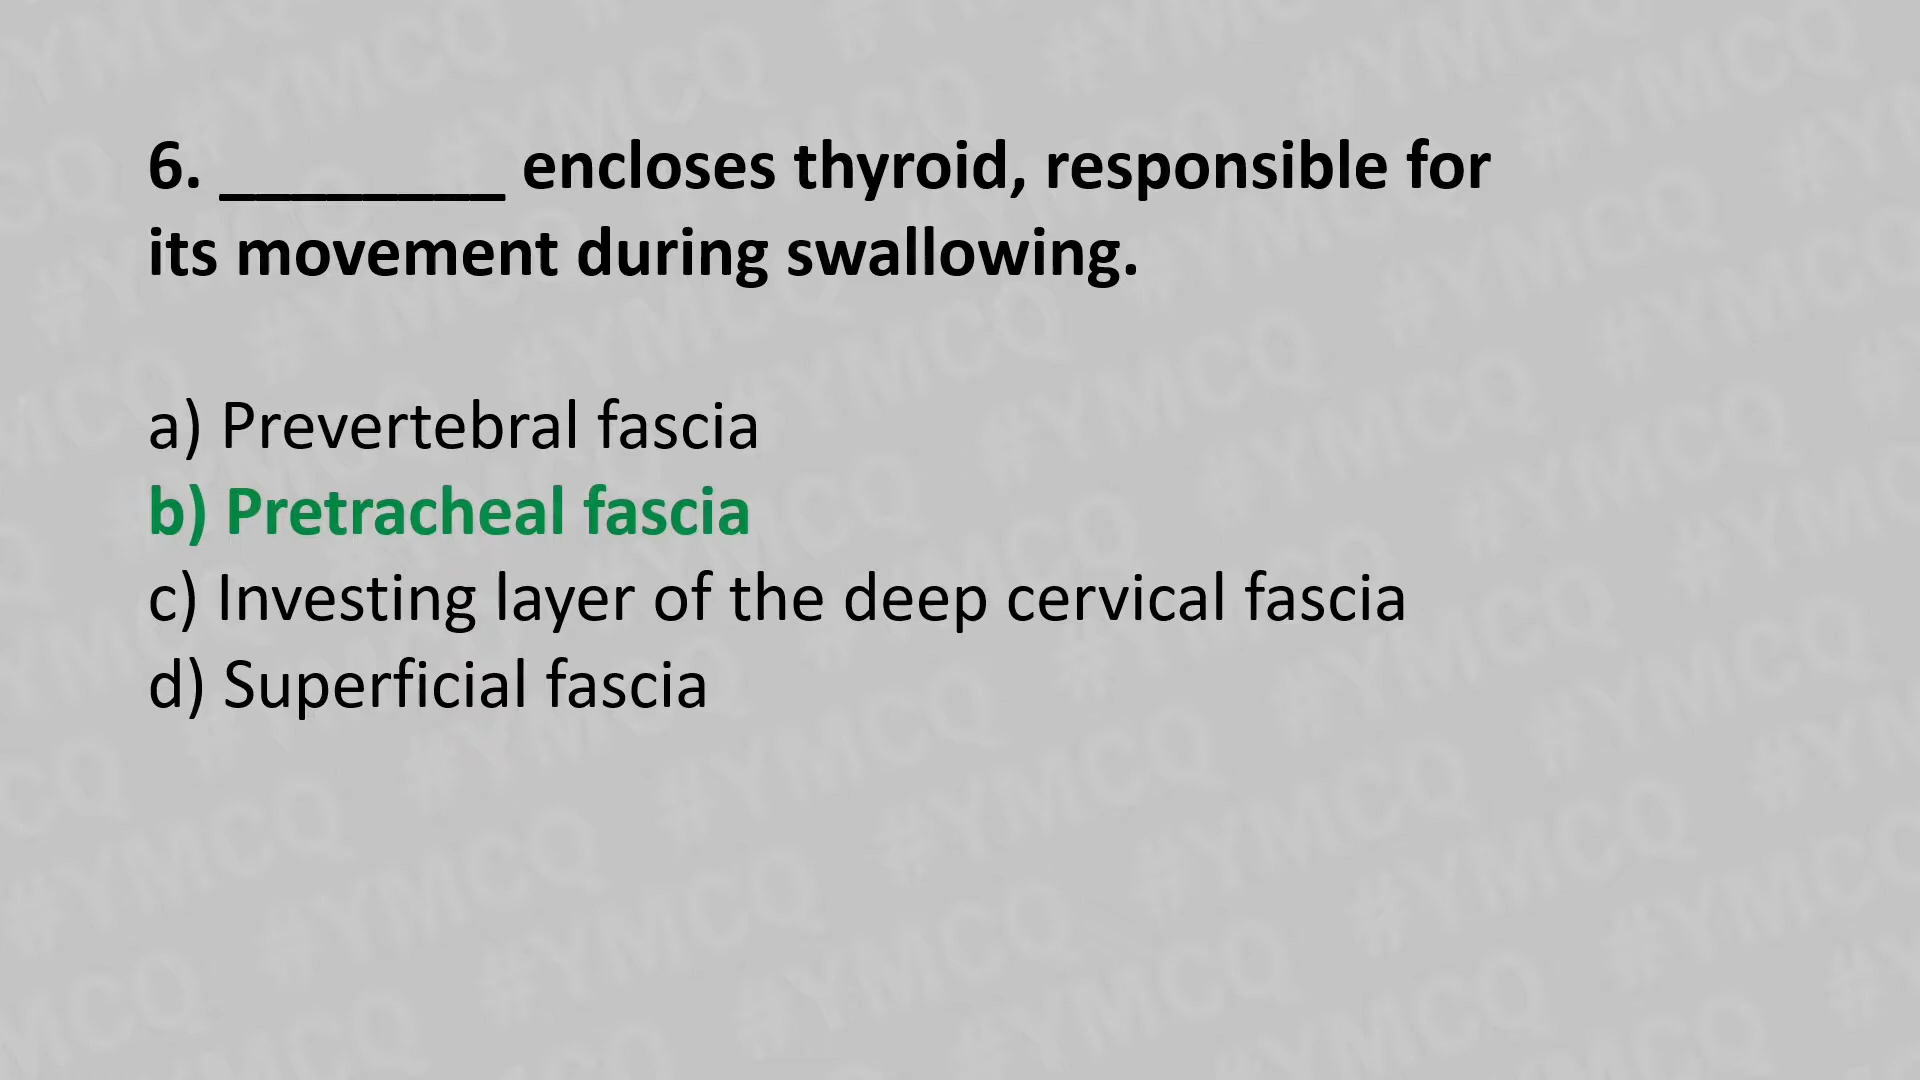 6. ________ encloses thyroid, responsible for
its movement during swallowing.
a) Prevertebral fascia
b) Pretracheal fascia
c) Investing layer of the deep cervical fascia
d) Superficial fascia
#YMCQ